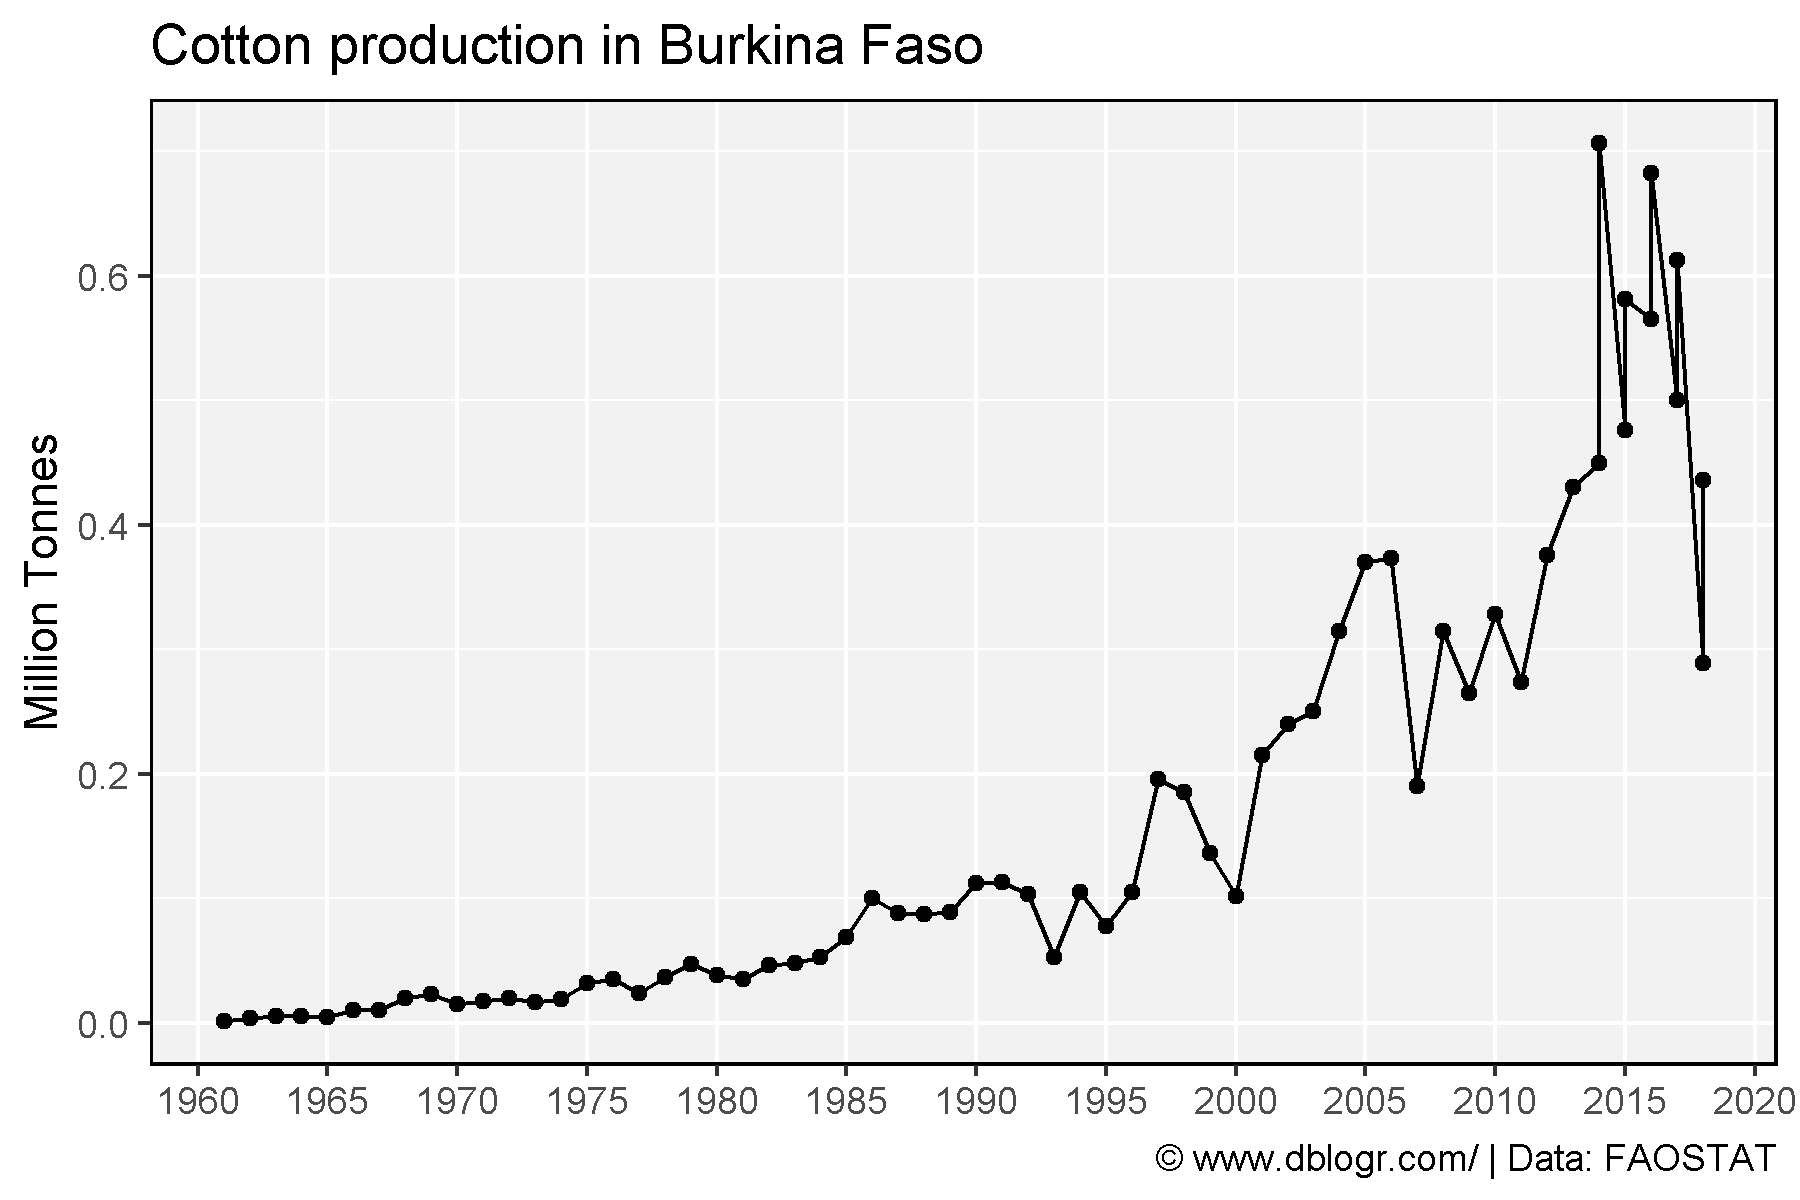 Cotton production in Burkina Faso
Million Tonnes
0.6
0.4
0.2
0.0
1960 1965 1970 1975 1980 1985 1990 1995 2000 2005 2010 2015 2020
© www.dblogr.com/ | Data: FAOSTAT